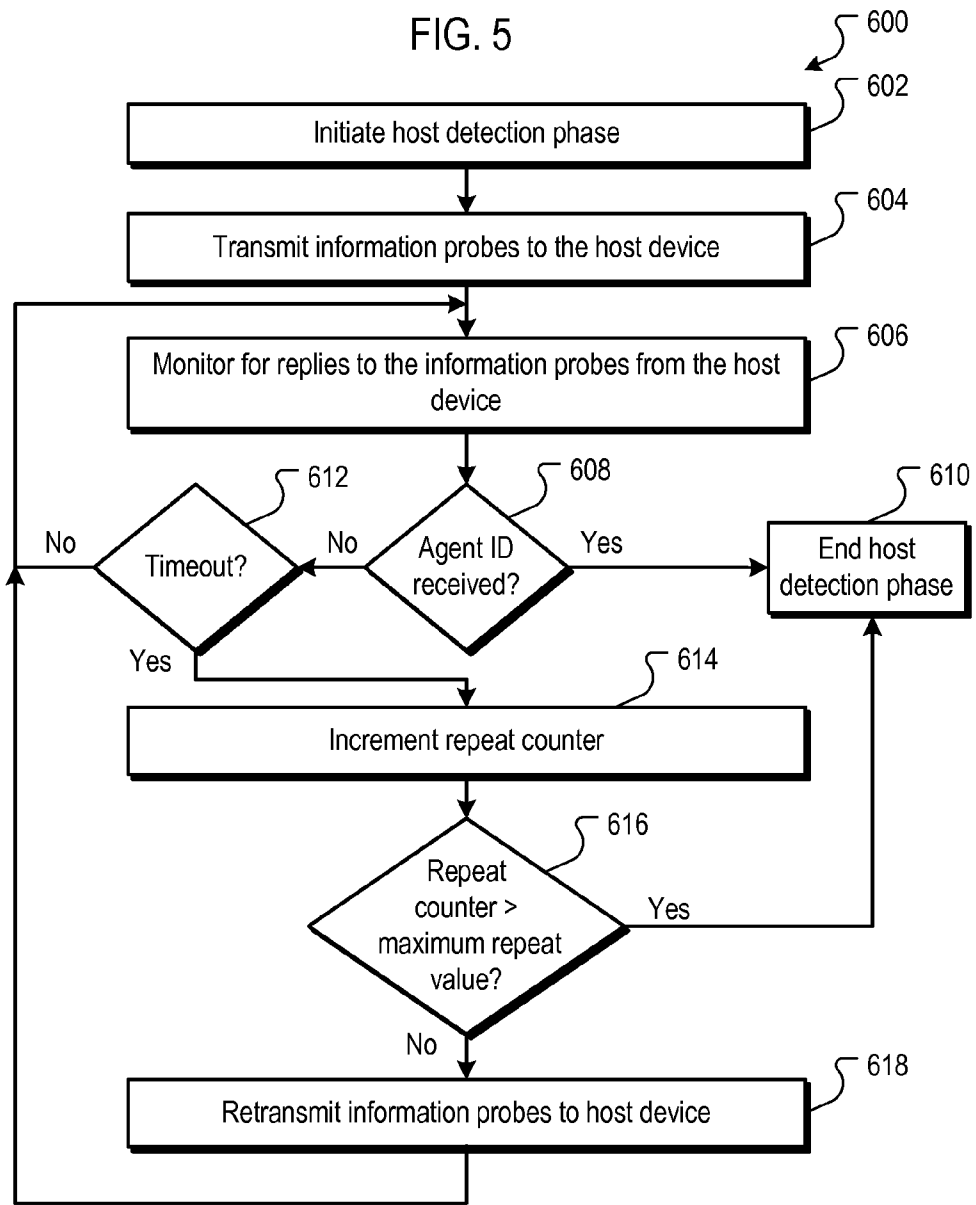 FIG. 5
600
602
Initiate host detection phase
604
Transmit information probes to the host device
606
Monitor for replies to the information probes from the host
device
612
608
610
No
Timeout?
No
Agent ID
received?
Yes
End host
detection phase
Yes
614
Increment repeat counter
616
Repeat
counter >
maximum repeat
value?
Yes
No
618
Retransmit information probes to host device